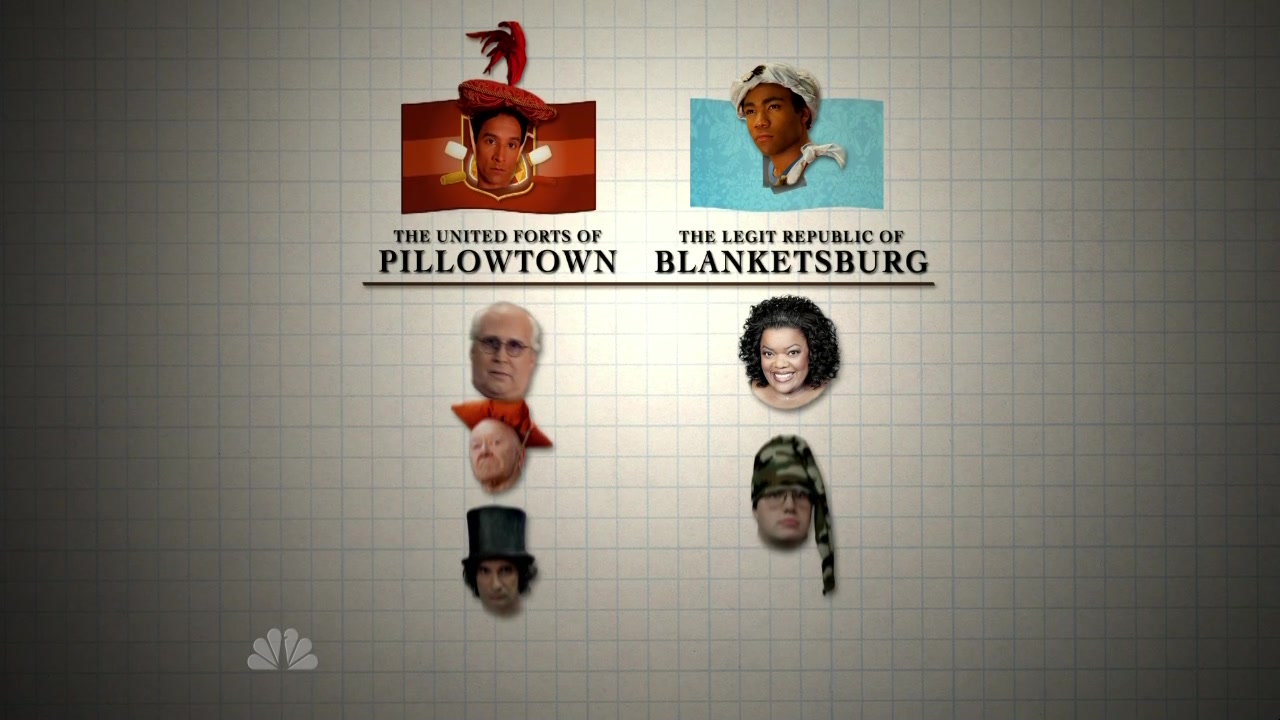 THE UNITED FORTS OF
PILLOWTOWN
THE LEGIT REPUBLIC OF
BLANKETSBURG